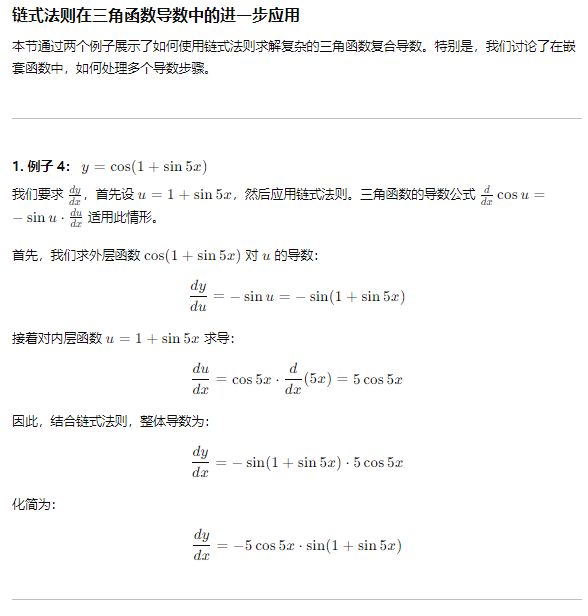 链式法则在三角函数导数中的进一步应用
本节通过两个例子展示了如何使用链式法则求解复杂的三角函数复合导数。特别是，我们讨论了在嵌
套函数中，如何处理多个导数步骤。
1. 例子 4： y = cos(1 + sin 5x)
我们要求 dy/dx，首先设 u = 1 + sin 5x，然后应用链式法则。三角函数的导数公式 d/dx cos u =
− sin u · du/dx 适用此情形。
首先，我们求外层函数 cos(1 + sin 5x) 对 u 的导数：
dy/du = − sin u = − sin(1 + sin 5x)
接着对内层函数 u = 1 + sin 5x 求导：
du/dx = cos 5x · d/dx (5x) = 5 cos 5x
因此，结合链式法则，整体导数为：
dy/dx = − sin(1 + sin 5x) · 5 cos 5x
化简为：
dy/dx = −5 cos 5x · sin(1 + sin 5x)